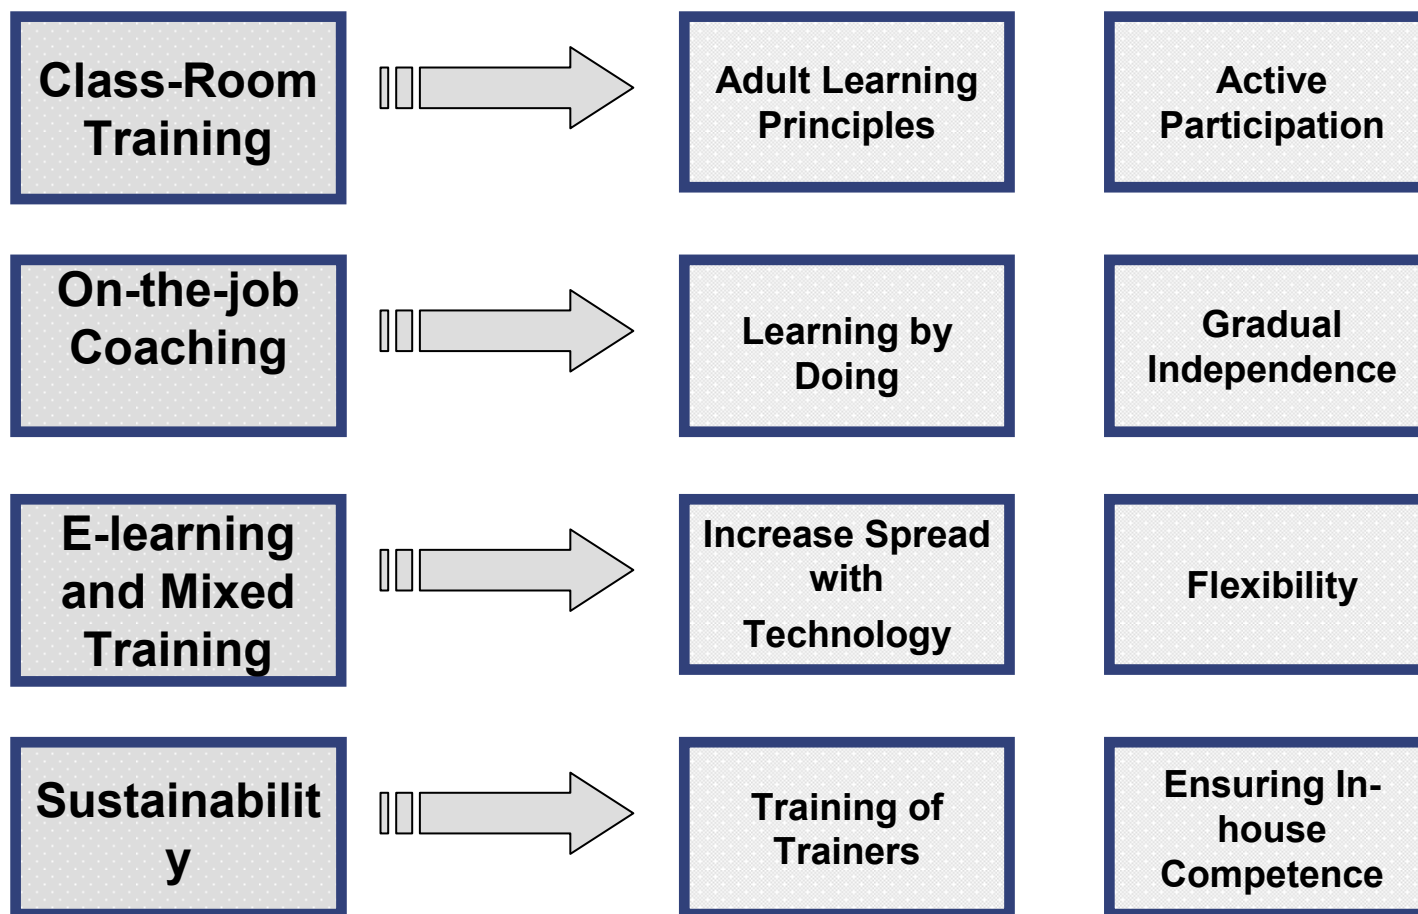 Class-Room
Training
Adult Learning
Principles
Active
Participation
On-the-job
Coaching
Learning by
Doing
Gradual
Independence
E-learning
and Mixed
Training
Increase Spread
with
Technology
Flexibility
Sustainabilit
y
Training of
Trainers
Ensuring In-
house
Competence